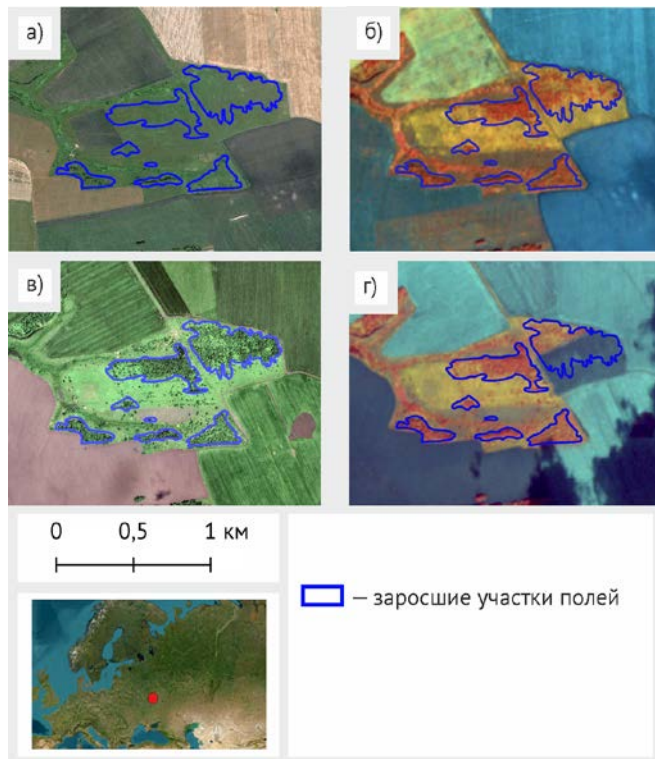 а)
б)
в)
г)
0 0,5 1 км
— заросшие участки полей